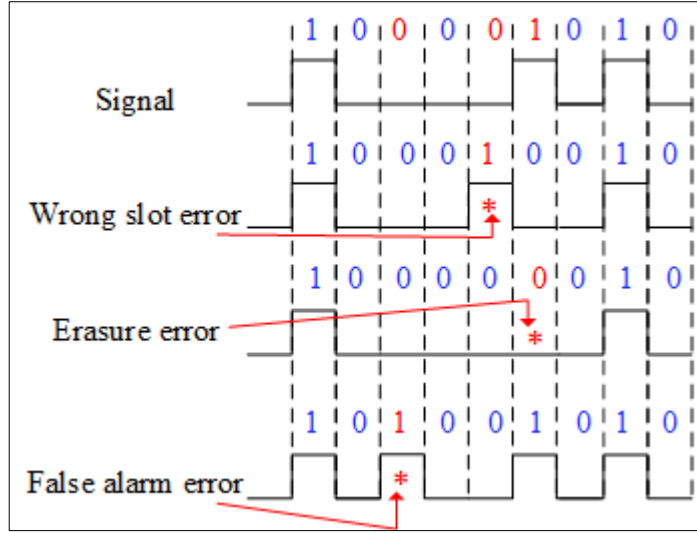 1 0 0 0 0 1 0 1 0
Signal
1 0 0 0 1 0 0 1 0
Wrong slot error
*
1 0 0 0 0 0 0 1 0
Erasure error
*
1 0 1 0 0 1 0 1 0
False alarm error
*